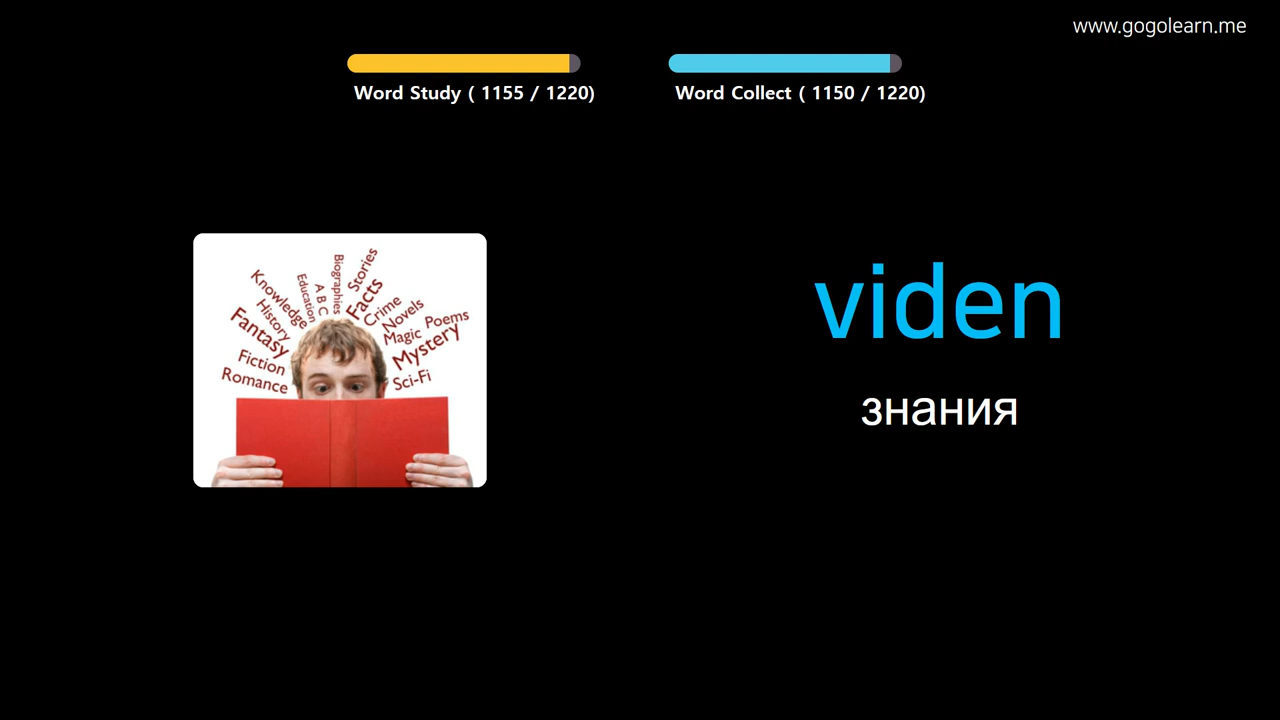 www.gogolearn.me
Word Study ( 1155 / 1220)
Word Collect ( 1150 / 1220)
Knowledge
History
Fantasy
Fiction
Romance
Education
A B C
Biographies
Stories
Facts
Crime
Novels
Magic
Poems
Mystery
Sci-Fi
viden
знания